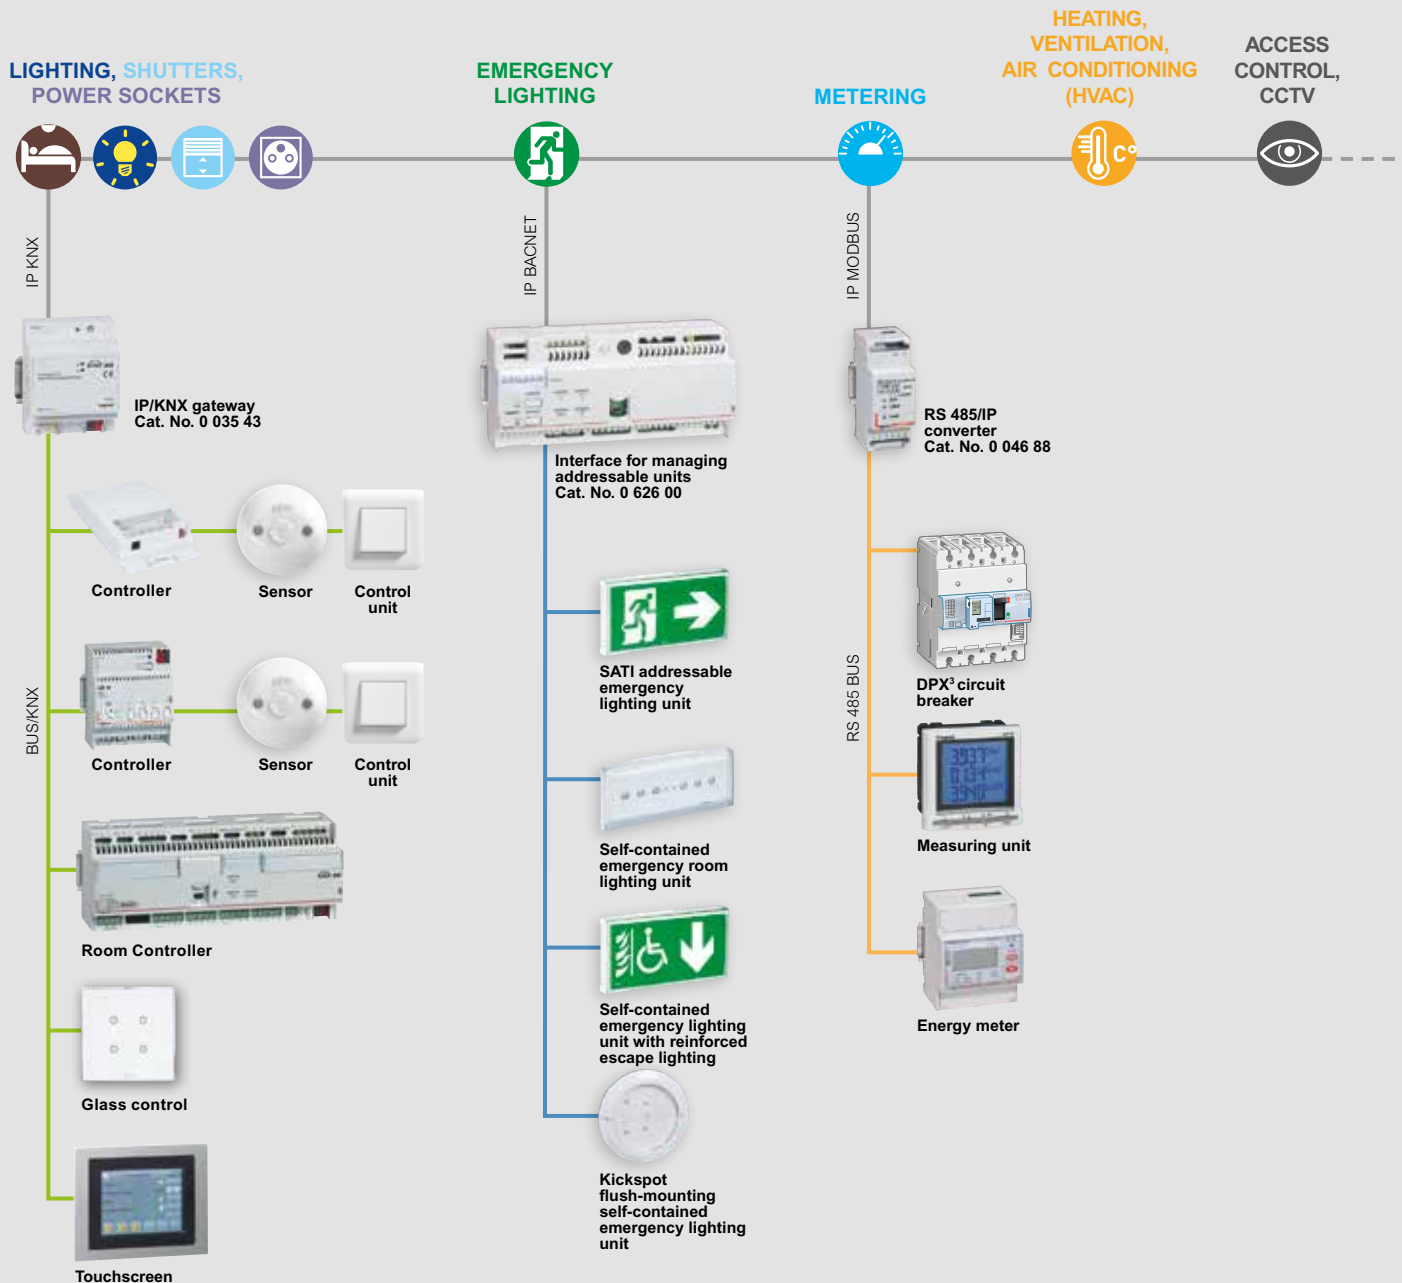 LIGHTING, SHUTTERS,
POWER SOCKETS
EMERGENCY
LIGHTING
METERING
HEATING,
VENTILATION,
AIR CONDITIONING
(HVAC)
ACCESS
CONTROL,
CCTV
C°
IP KNX
IP BACNET
IP MODBUS
IP/KNX gateway
Cat. No. 0 035 43
Interface for managing
addressable units
Cat. No. 0 626 00
RS 485/IP
converter
Cat. No. 0 046 88
BUS/KNX
Controller
Sensor
Control
unit
Controller
Sensor
Control
unit
Room Controller
Glass control
Touchscreen
SATI addressable
emergency
lighting unit
Self-contained
emergency room
lighting unit
Self-contained
emergency lighting
unit with reinforced
escape lighting
Kickspot
flush-mounting
self-contained
emergency lighting
unit
RS 485 BUS
DPX³ circuit
breaker
Measuring unit
Energy meter